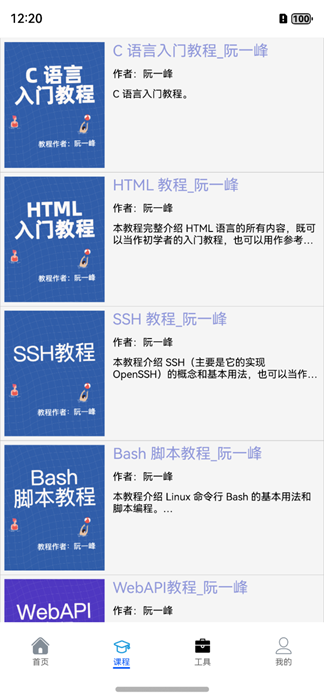 12:20
100
C 语言
入门教程
教程作者：阮一峰
C 语言入门教程_阮一峰
作者：阮一峰
C 语言入门教程。
HTML
入门教程
教程作者：阮一峰
HTML 教程_阮一峰
作者：阮一峰
本教程完整介绍 HTML 语言的所有内容，既可
以当作初学者的入门教程，也可以用作参考…
SSH教程
教程作者：阮一峰
SSH 教程_阮一峰
作者：阮一峰
本教程介绍 SSH（主要是它的实现
OpenSSH）的概念和基本用法，也可以当作…
Bash
脚本教程
教程作者：阮一峰
Bash 脚本教程_阮一峰
作者：阮一峰
本教程介绍 Linux 命令行 Bash 的基本用法和
脚本编程。…
WebAPI
WebAPI教程_阮一峰
作者：阮一峰
首页
课程
工具
我的